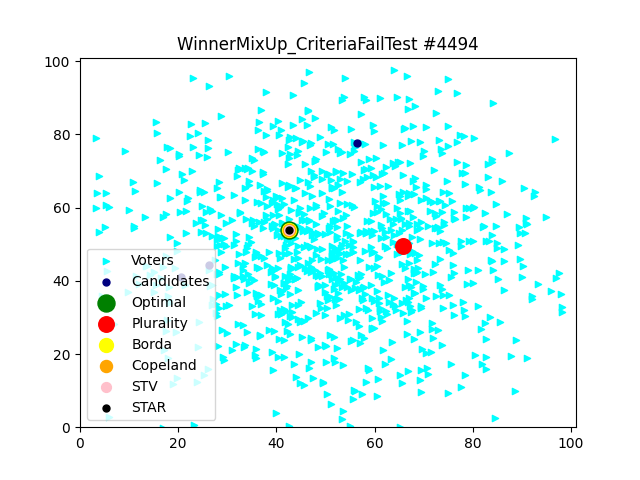 WinnerMixUp_CriteriaFailTest #4494
100
80
60
40
20
0
Voters
Candidates
Optimal
Plurality
Borda
Copeland
STV
STAR
0 20 40 60 80 100